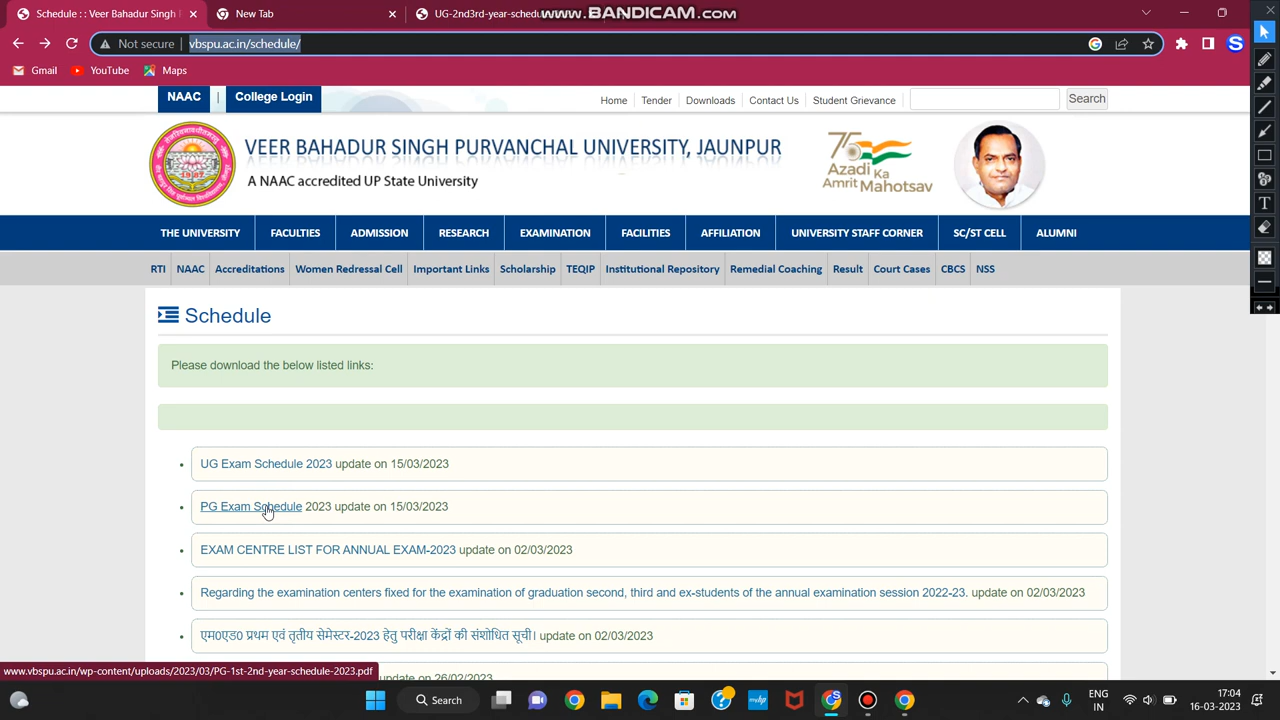 Schedule : : Veer Bahadur Singh
New Tab
UG-2nd3rd-year-schedu
www.BANDICAM.com
Not secure
vbspu.ac.in/schedule/
Gmail
YouTube
Maps
NAAC | College Login
Home
Tender
Downloads
Contact Us
Student Grievance
Search
VEER BAHADUR SINGH PURVANCHAL UNIVERSITY, JAUNPUR
A NAAC accredited UP State University
75
Azadi Ka
Amrit Mahotsav
THE UNIVERSITY
FACULTIES
ADMISSION
RESEARCH
EXAMINATION
FACILITIES
AFFILIATION
UNIVERSITY STAFF CORNER
SC/ST CELL
ALUMNI
RTI
NAAC
Accreditations
Women Redressal Cell
Important Links
Scholarship
TEQIP
Institutional Repository
Remedial Coaching
Result
Court Cases
CBCS
NSS
Schedule
Please download the below listed links:
UG Exam Schedule 2023 update on 15/03/2023
PG Exam Schedule 2023 update on 15/03/2023
EXAM CENTRE LIST FOR ANNUAL EXAM-2023 update on 02/03/2023
Regarding the examination centers fixed for the examination of graduation second, third and ex-students of the annual examination session 2022-23. update on 02/03/2023
एम0एड0 प्रथम एवं तृतीय सेमेस्टर-2023 हेतु परीक्षा केंद्रों की संशोधित सूची। update on 02/03/2023
update on 26/02/2023
www.vbspu.ac.in/wp-content/uploads/2023/03/PG-1st-2nd-year-schedule-2023.pdf
Search
ENG
IN
17:04
16-03-2023